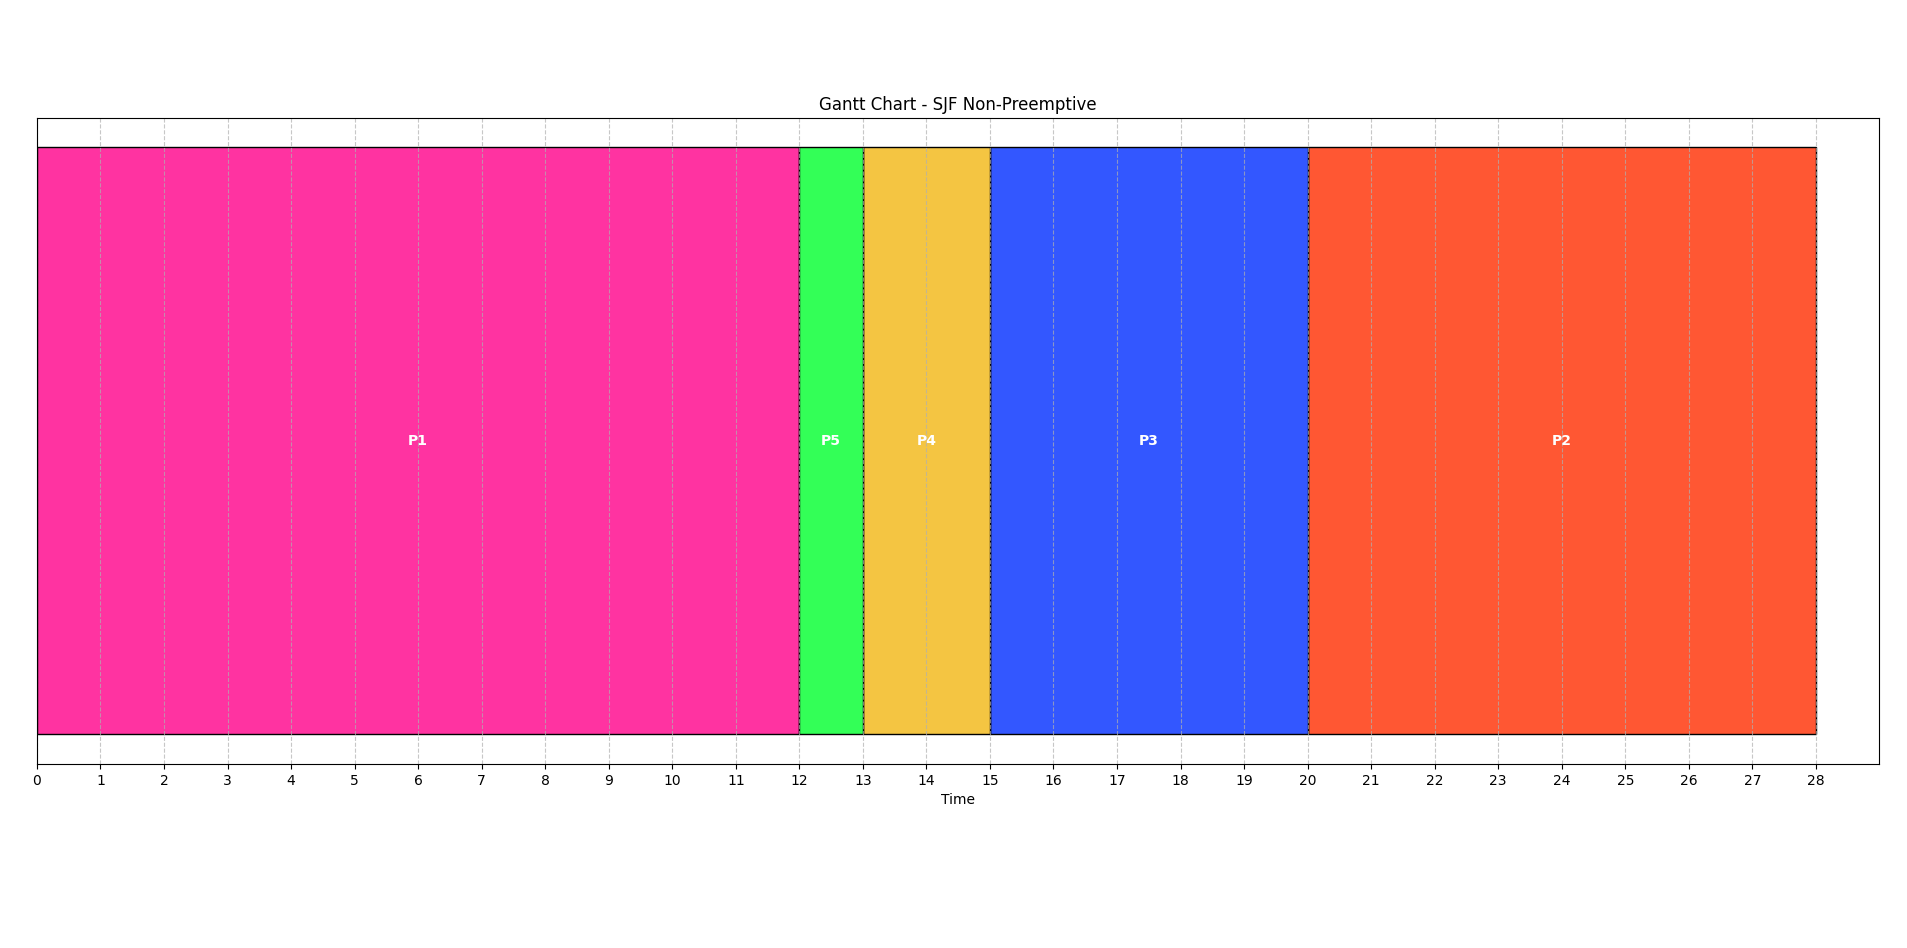 Gantt Chart - SJF Non-Preemptive
P1 P5 P4 P3 P2
0 1 2 3 4 5 6 7 8 9 10 11 12 13 14 15 16 17 18 19 20 21 22 23 24 25 26 27 28
Time